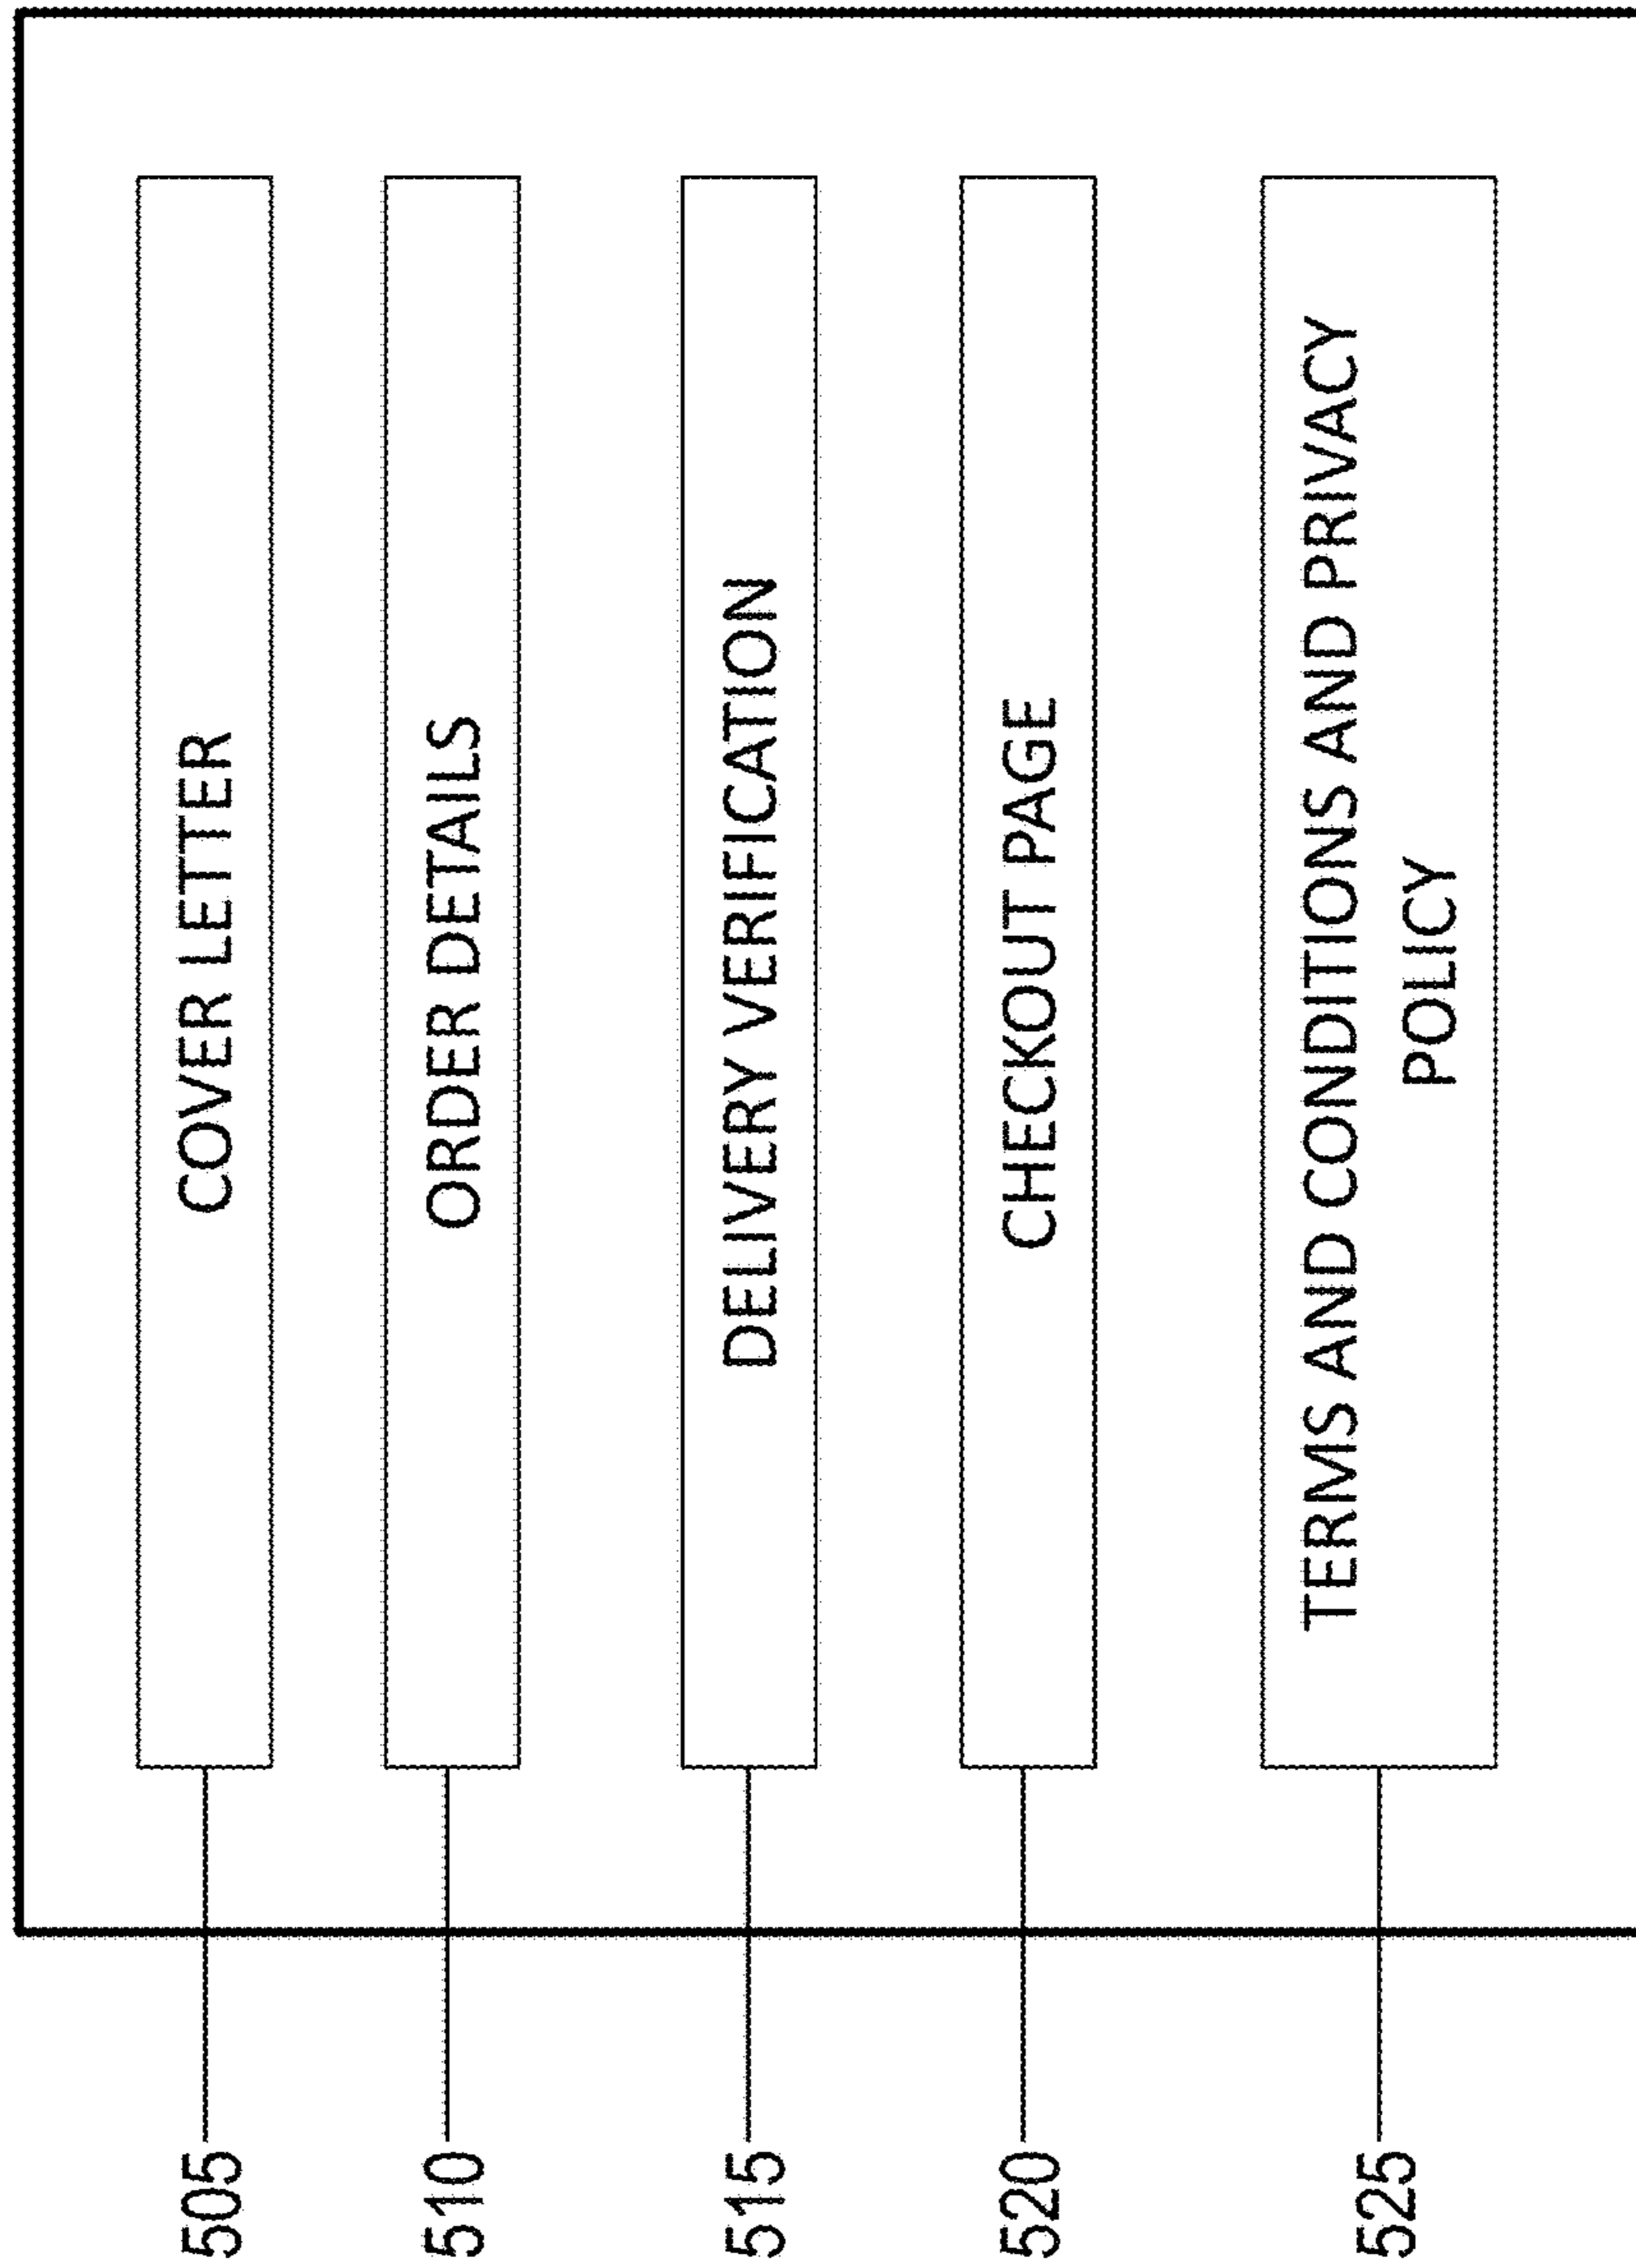 505
COVER LETTER
510
ORDER DETAILS
515
DELIVERY VERIFICATION
520
CHECKOUT PAGE
525
TERMS AND CONDITIONS AND PRIVACY
POLICY